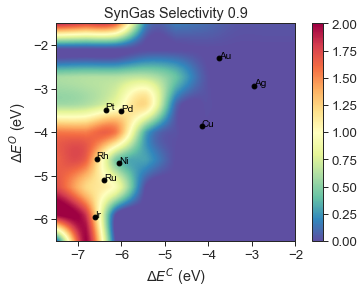 SynGas Selectivity 0.9
ΔE^O (eV)
−2
−3
−4
−5
−6
Au
Ag
Pt
Pd
Cu
Rh
Ni
Ru
Ir
−7
−6
−5
−4
−3
−2
ΔE^C (eV)
2.00
1.75
1.50
1.25
1.00
0.75
0.50
0.25
0.00